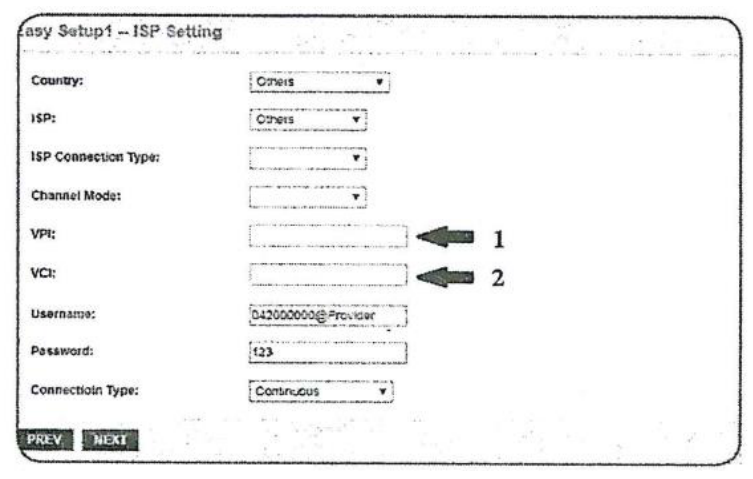 Easy Setup1 – ISP Setting
Country: Others
ISP: Others
ISP Connection Type:
Channel Mode:
VPI: 1
VCI: 2
Username: 042000000@Provider
Password: 123
Connectioin Type: Continuous
PREV NEXT